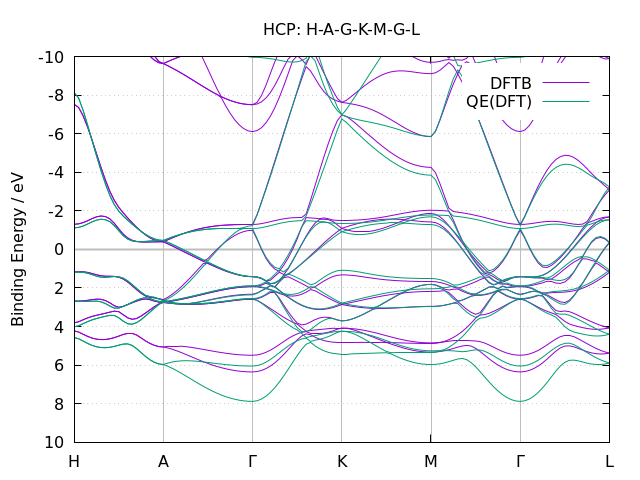 HCP: H-A-G-K-M-G-L
Binding Energy / eV
-10
-8
-6
-4
-2
0
2
4
6
8
10
DFTB
QE(DFT)
H A Γ K M Γ L